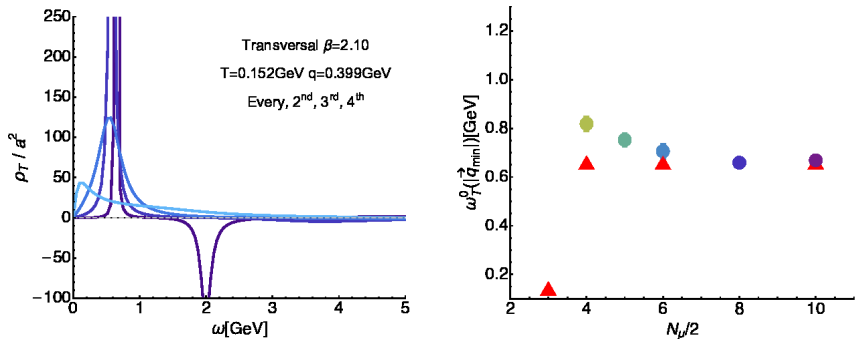 250
200
150
100
50
0
-50
-100
0 1 2 3 4 5
ω[GeV]
ρT / a²
Transversal β=2.10
T=0.152GeV q=0.399GeV
Every, 2nd, 3rd, 4th
1.2
1.0
0.8
0.6
0.4
0.2
2 4 6 8 10
Nμ/2
ω⁰T(|q⃗min|)[GeV]